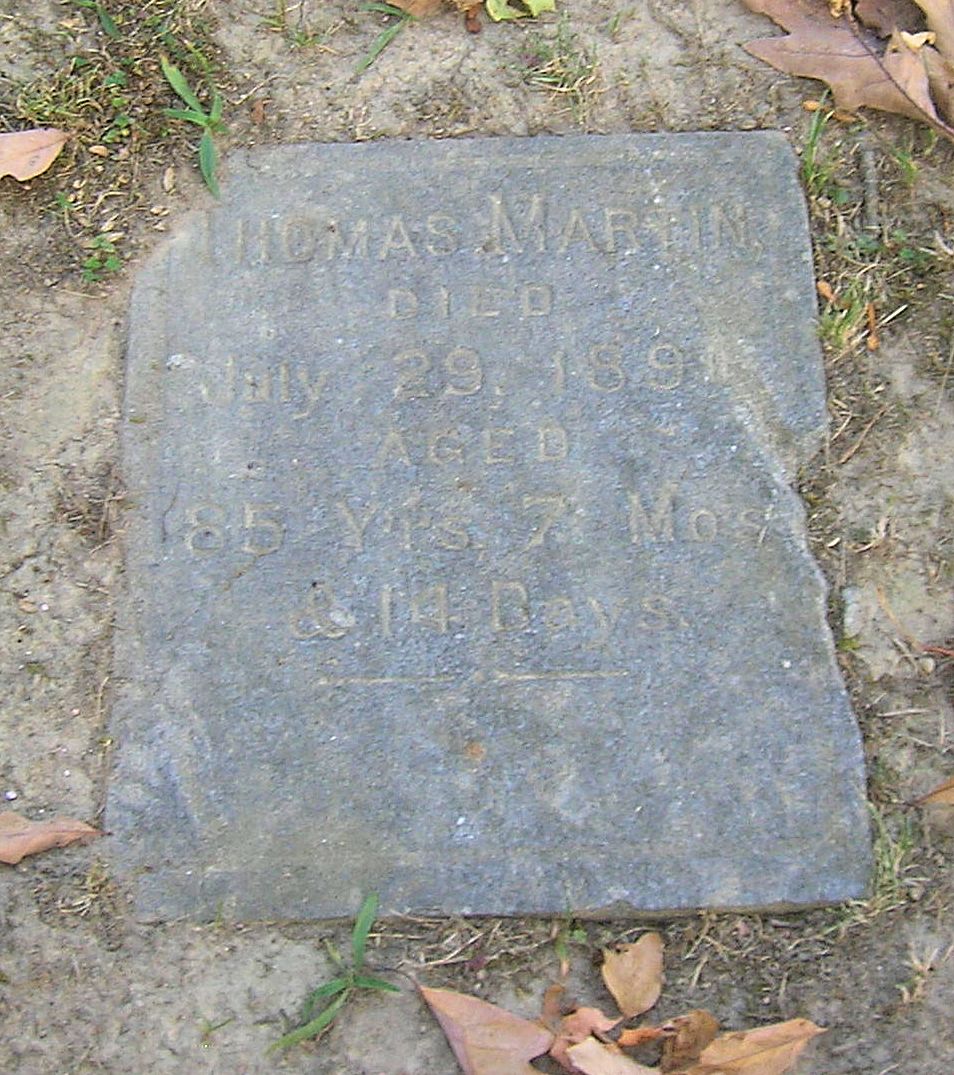 THOMAS MARTIN,
DIED
July 29, 1891
AGED
85 Yrs, 7 Mos,
& 14 Days.